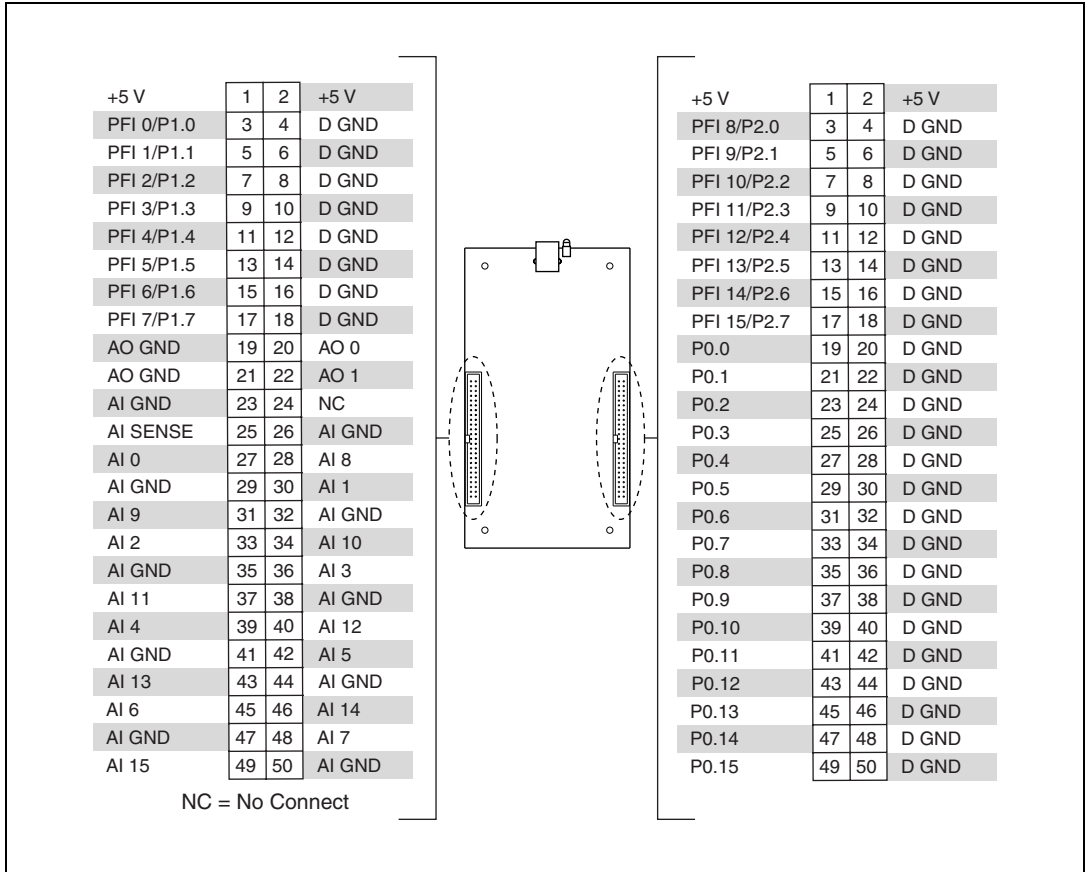 +5 V 1 2 +5 V
PFI 0/P1.0 3 4 D GND
PFI 1/P1.1 5 6 D GND
PFI 2/P1.2 7 8 D GND
PFI 3/P1.3 9 10 D GND
PFI 4/P1.4 11 12 D GND
PFI 5/P1.5 13 14 D GND
PFI 6/P1.6 15 16 D GND
PFI 7/P1.7 17 18 D GND
AO GND 19 20 AO 0
AO GND 21 22 AO 1
AI GND 23 24 NC
AI SENSE 25 26 AI GND
AI 0 27 28 AI 8
AI GND 29 30 AI 1
AI 9 31 32 AI GND
AI 2 33 34 AI 10
AI GND 35 36 AI 3
AI 11 37 38 AI GND
AI 4 39 40 AI 12
AI GND 41 42 AI 5
AI 13 43 44 AI GND
AI 6 45 46 AI 14
AI GND 47 48 AI 7
AI 15 49 50 AI GND
NC = No Connect
+5 V 1 2 +5 V
PFI 8/P2.0 3 4 D GND
PFI 9/P2.1 5 6 D GND
PFI 10/P2.2 7 8 D GND
PFI 11/P2.3 9 10 D GND
PFI 12/P2.4 11 12 D GND
PFI 13/P2.5 13 14 D GND
PFI 14/P2.6 15 16 D GND
PFI 15/P2.7 17 18 D GND
P0.0 19 20 D GND
P0.1 21 22 D GND
P0.2 23 24 D GND
P0.3 25 26 D GND
P0.4 27 28 D GND
P0.5 29 30 D GND
P0.6 31 32 D GND
P0.7 33 34 D GND
P0.8 35 36 D GND
P0.9 37 38 D GND
P0.10 39 40 D GND
P0.11 41 42 D GND
P0.12 43 44 D GND
P0.13 45 46 D GND
P0.14 47 48 D GND
P0.15 49 50 D GND